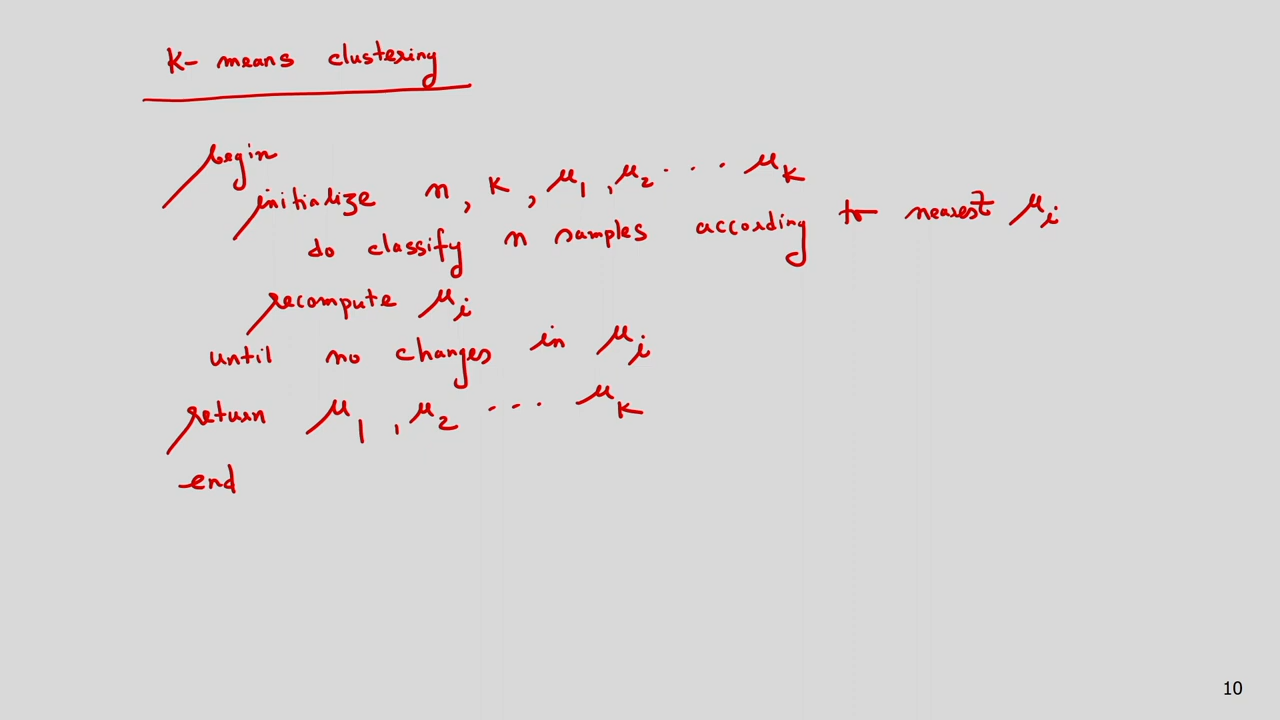 K- means clustering
begin
initialize n, K, μ1, μ2 . . . μK
do classify n samples according to nearest μi
recompute μi
until no changes in μi
return μ1, μ2 ... μK
end
10